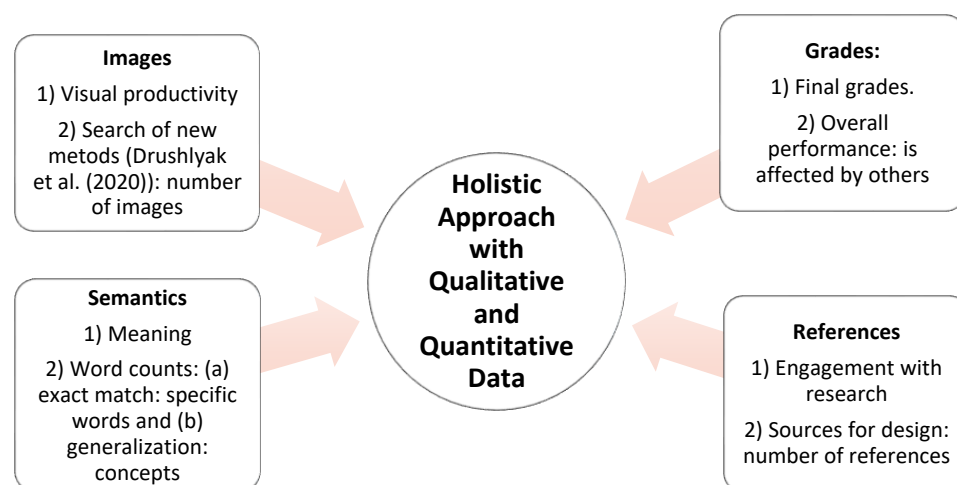 Images
1) Visual productivity
2) Search of new
metods (Drushlyak
et al. (2020)): number
of images
Grades:
1) Final grades.
2) Overall
performance: is
affected by others
Holistic
Approach
with
Qualitative
and
Quantitative
Data
Semantics
1) Meaning
2) Word counts: (a)
exact match: specific
words and (b)
generalization:
concepts
References
1) Engagement with
research
2) Sources for design:
number of references